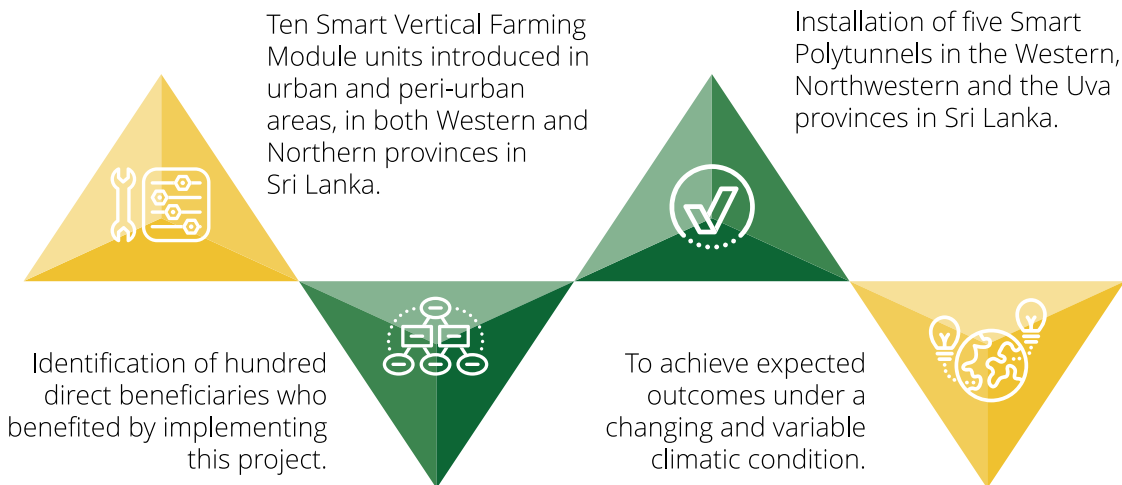 Ten Smart Vertical Farming
Module units introduced in
urban and peri-urban
areas, in both Western and
Northern provinces in
Sri Lanka.
Installation of five Smart
Polytunnels in the Western,
Northwestern and the Uva
provinces in Sri Lanka.
Identification of hundred
direct beneficiaries who
benefited by implementing
this project.
To achieve expected
outcomes under a
changing and variable
climatic condition.